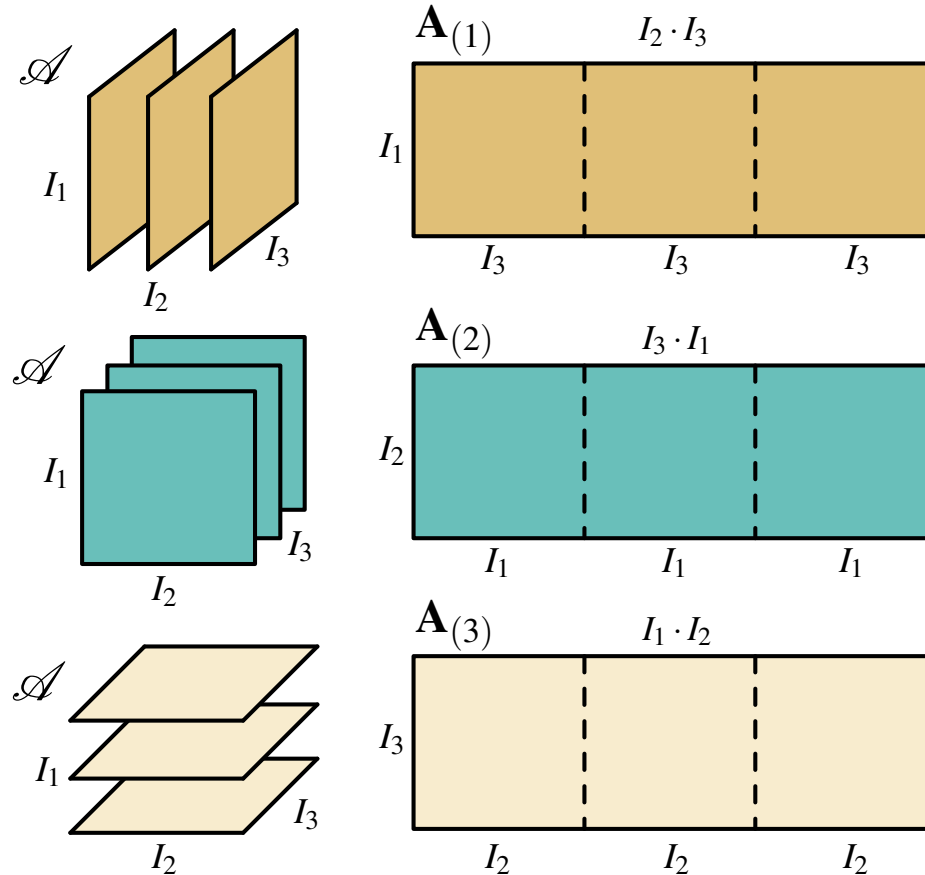 𝒜
I₁
I₂
I₃
𝐀₍₁₎
I₂ · I₃
I₁
I₃ I₃ I₃
𝒜
I₁
I₃
I₂
𝐀₍₂₎
I₃ · I₁
I₂
I₁ I₁ I₁
𝒜
I₁
I₃
I₂
𝐀₍₃₎
I₁ · I₂
I₃
I₂ I₂ I₂